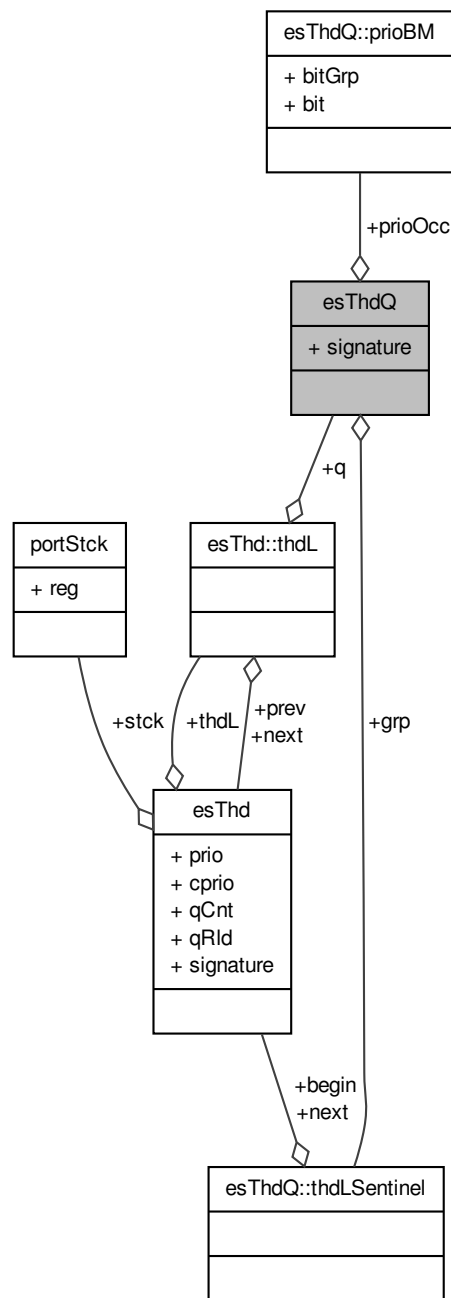 esThdQ::prioBM
+ bitGrp
+ bit
+prioOcc
esThdQ
+ signature
+q
portStck
+ reg
esThd::thdL
+stck
+thdL
+prev
+next
+grp
esThd
+ prio
+ cprio
+ qCnt
+ qRld
+ signature
+begin
+next
esThdQ::thdLSentinel